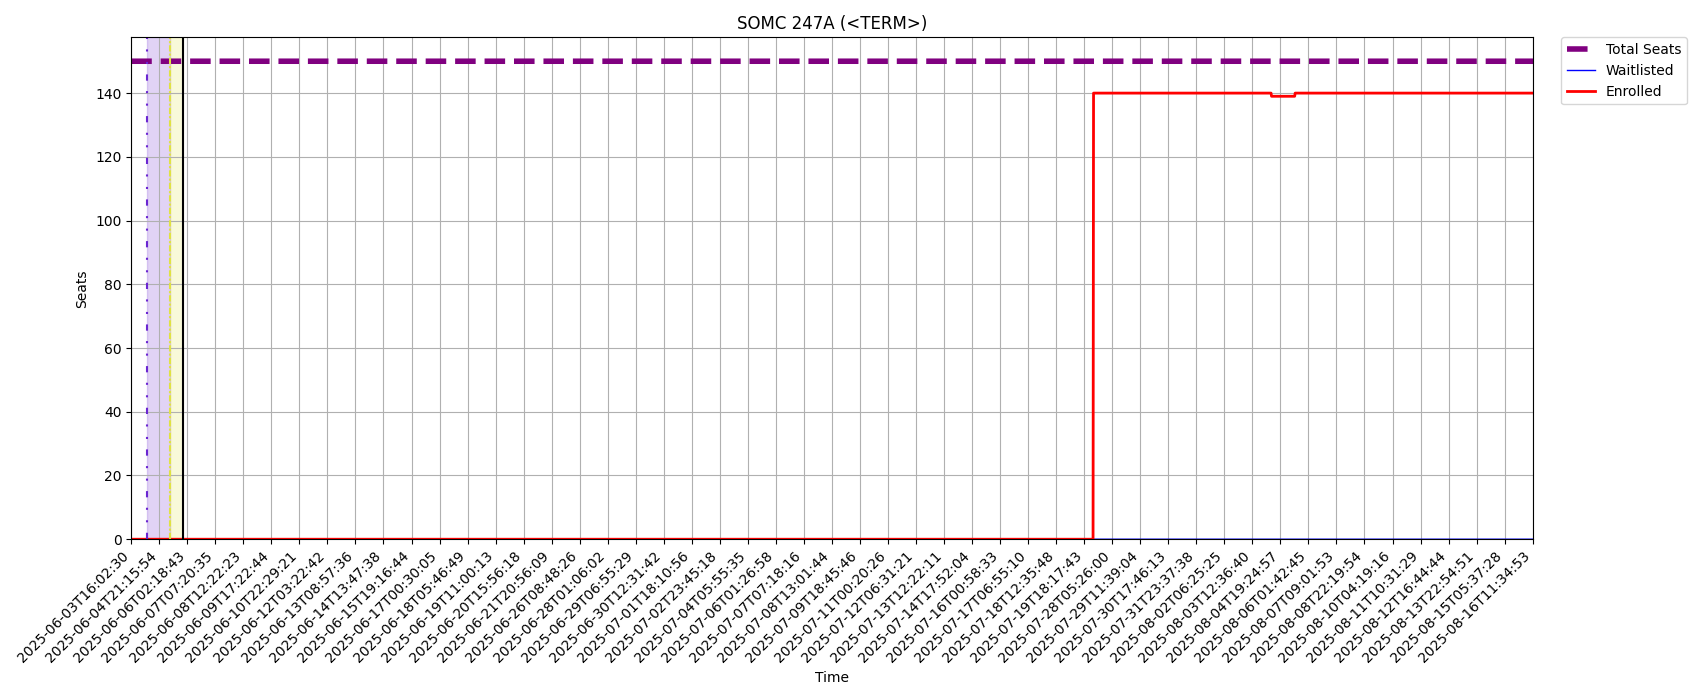 SOMC 247A (<TERM>)
Total Seats
Waitlisted
Enrolled
Seats
140
120
100
80
60
40
20
0
2025-06-03T16:02:30
2025-06-04T21:15:54
2025-06-06T02:18:43
2025-06-07T07:20:35
2025-06-08T12:22:23
2025-06-09T17:22:44
2025-06-10T22:29:21
2025-06-12T03:22:42
2025-06-13T08:57:36
2025-06-14T13:47:38
2025-06-15T19:16:44
2025-06-17T00:30:05
2025-06-18T05:46:49
2025-06-19T11:00:13
2025-06-20T15:56:18
2025-06-21T20:56:09
2025-06-26T08:48:26
2025-06-28T01:06:02
2025-06-29T06:55:29
2025-06-30T12:31:42
2025-07-01T18:10:56
2025-07-02T23:45:18
2025-07-04T05:55:35
2025-07-06T01:26:58
2025-07-07T07:18:16
2025-07-08T13:01:44
2025-07-09T18:45:46
2025-07-11T00:20:26
2025-07-12T06:31:21
2025-07-13T12:22:11
2025-07-14T17:52:04
2025-07-16T00:58:33
2025-07-17T06:55:10
2025-07-18T12:35:48
2025-07-19T18:17:43
2025-07-28T05:26:00
2025-07-29T11:39:04
2025-07-30T17:46:13
2025-07-31T23:37:38
2025-08-02T06:25:25
2025-08-03T12:36:40
2025-08-04T19:24:57
2025-08-06T01:42:45
2025-08-07T09:01:53
2025-08-08T22:19:54
2025-08-10T04:19:16
2025-08-11T10:31:29
2025-08-12T16:44:44
2025-08-13T22:54:51
2025-08-15T05:37:28
2025-08-16T11:34:53
Time